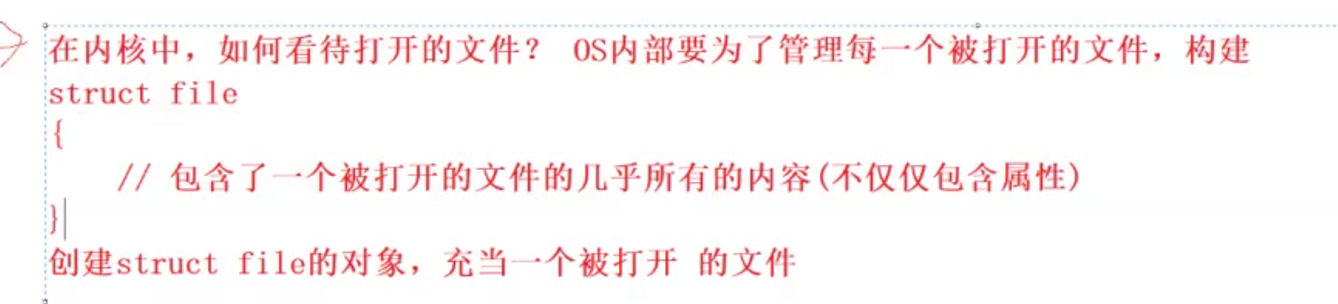 在内核中，如何看待打开的文件？ OS内部要为了管理每一个被打开的文件，构建
struct file
{
// 包含了一个被打开的文件的几乎所有的内容(不仅仅包含属性)
}
创建struct file的对象，充当一个被打开 的文件